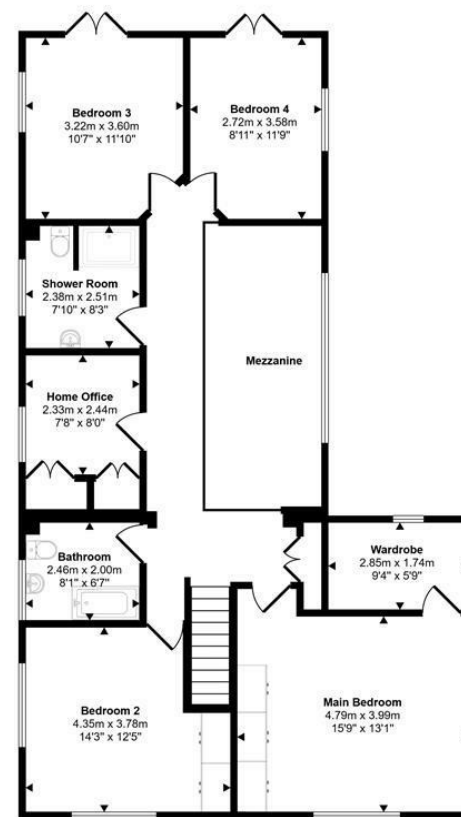 Bedroom 3
3.22m x 3.60m
10'7" x 11'10"
Bedroom 4
2.72m x 3.58m
8'11" x 11'9"
Shower Room
2.38m x 2.51m
7'10" x 8'3"
Mezzanine
Home Office
2.33m x 2.44m
7'8" x 8'0"
Bathroom
2.46m x 2.00m
8'1" x 6'7"
Wardrobe
2.85m x 1.74m
9'4" x 5'9"
Bedroom 2
4.35m x 3.78m
14'3" x 12'5"
Main Bedroom
4.79m x 3.99m
15'9" x 13'1"